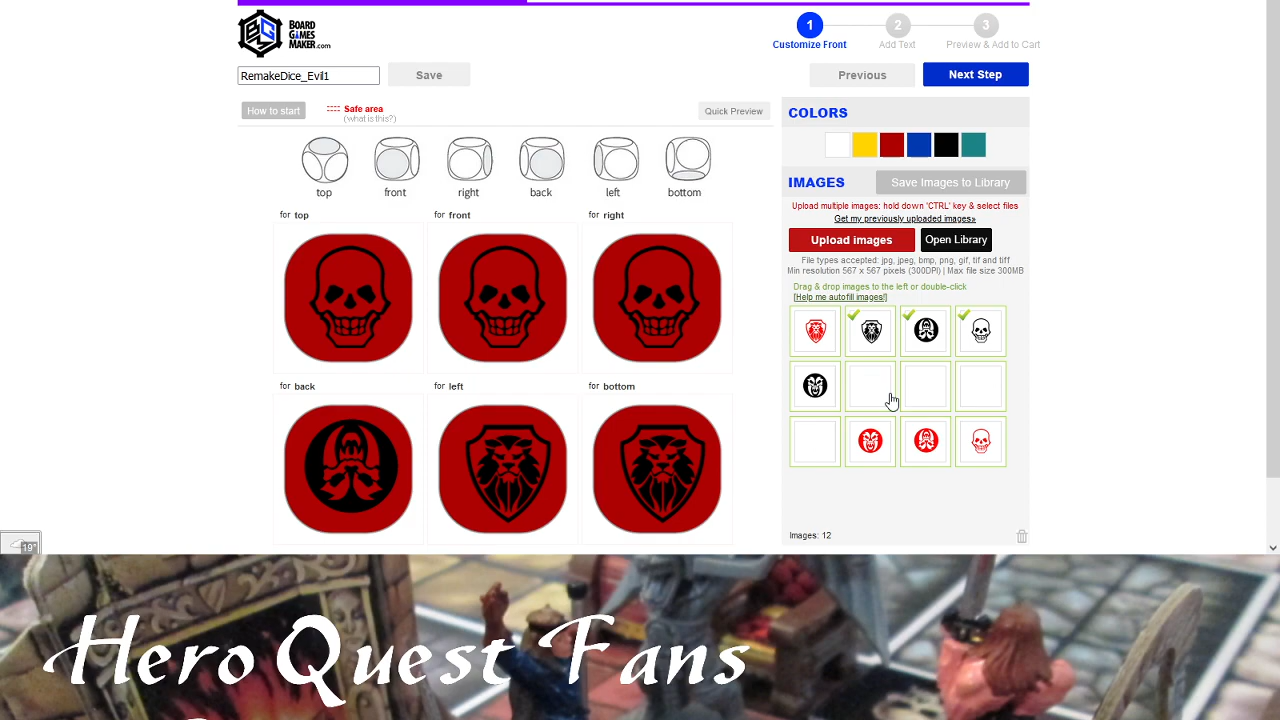 BOARD
GAMES
MAKER.com
1
2
3
Customize Front
Add Text
Preview & Add to Cart
RemakeDice_Evil1
Save
Previous
Next Step
How to start
Safe area
(what is this?)
Quick Preview
COLORS
top
front
right
back
left
bottom
IMAGES
Save Images to Library
Upload multiple images: hold down 'CTRL' key & select files
Get my previously uploaded images»
Upload images
Open Library
File types accepted: jpg, jpeg, bmp, png, gif, tif and tiff
Min resolution 567 x 567 pixels (300DPI) | Max file size 300MB
Drag & drop images to the left or double-click
[Help me autofill images!]
for top
for front
for right
for back
for left
for bottom
Images: 12
19"
Hero Quest Fans